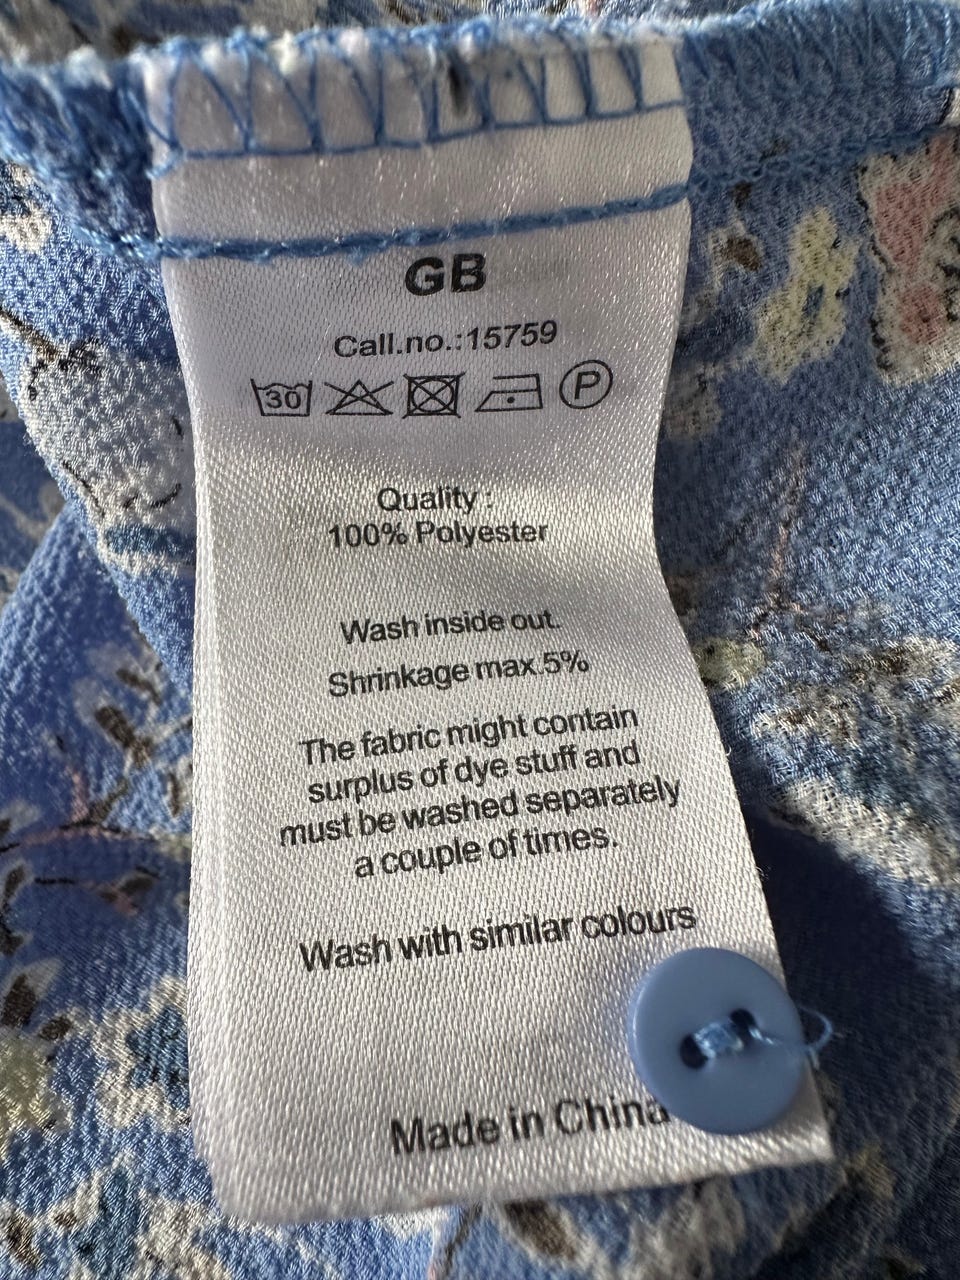 GB
Call.no.:15759
30 P
Quality :
100% Polyester
Wash inside out.
Shrinkage max.5%
The fabric might contain
surplus of dye stuff and
must be washed separately
a couple of times.
Wash with similar colours
Made in China